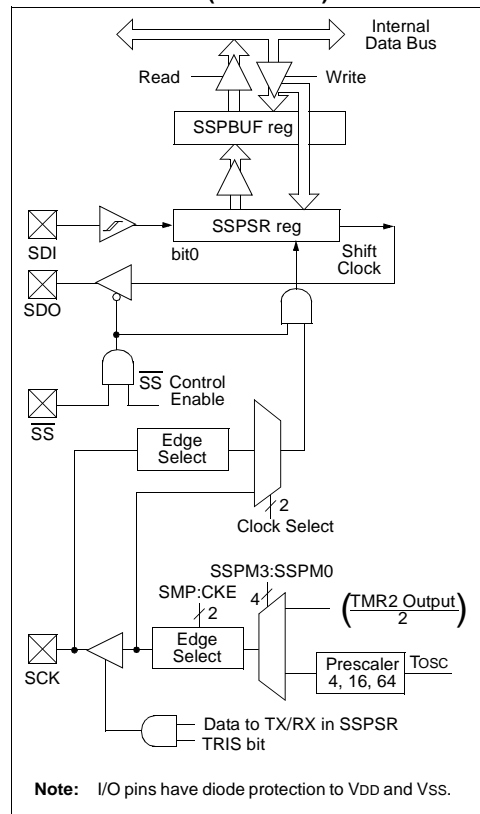 Internal
Data Bus
Read
Write
SSPBUF reg
SSPSR reg
SDI
bit0
Shift
Clock
SDO
SS Control
Enable
SS
Edge
Select
2
Clock Select
SSPM3:SSPM0
SMP:CKE
4
2
(TMR2 Output
2)
Edge
Select
SCK
Prescaler
4, 16, 64
TOSC
Data to TX/RX in SSPSR
TRIS bit
Note: I/O pins have diode protection to VDD and VSS.